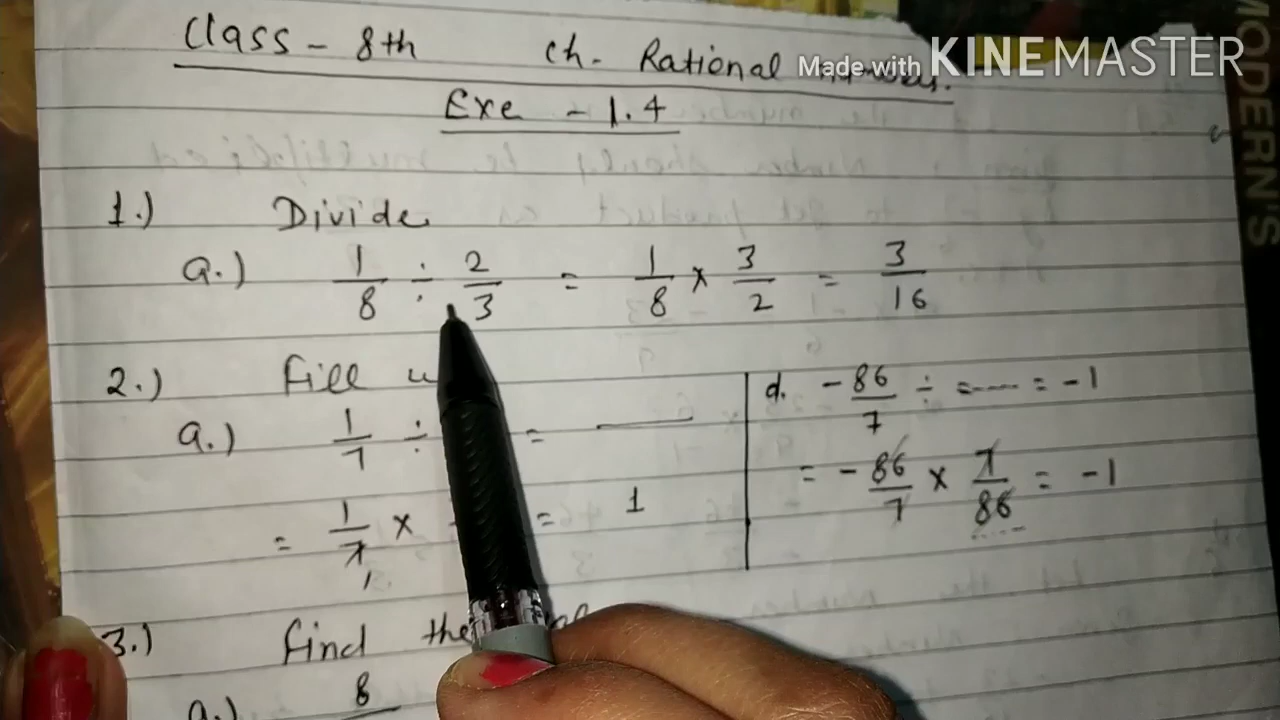 Class - 8th Ch. Rational
Made with KINEMASTER
MODERN'S
Exe - 1.4
1.) Divide
a.) 1/8 ÷ 2/3 = 1/8 × 3/2 = 3/16
2.) Fill
a.) 1/7 ÷ = ____
= 1/7 × = 1
d. -86/7 ÷ ------ = -1
= -86/7 × 7/86 = -1
3.) Find the
a.) 8